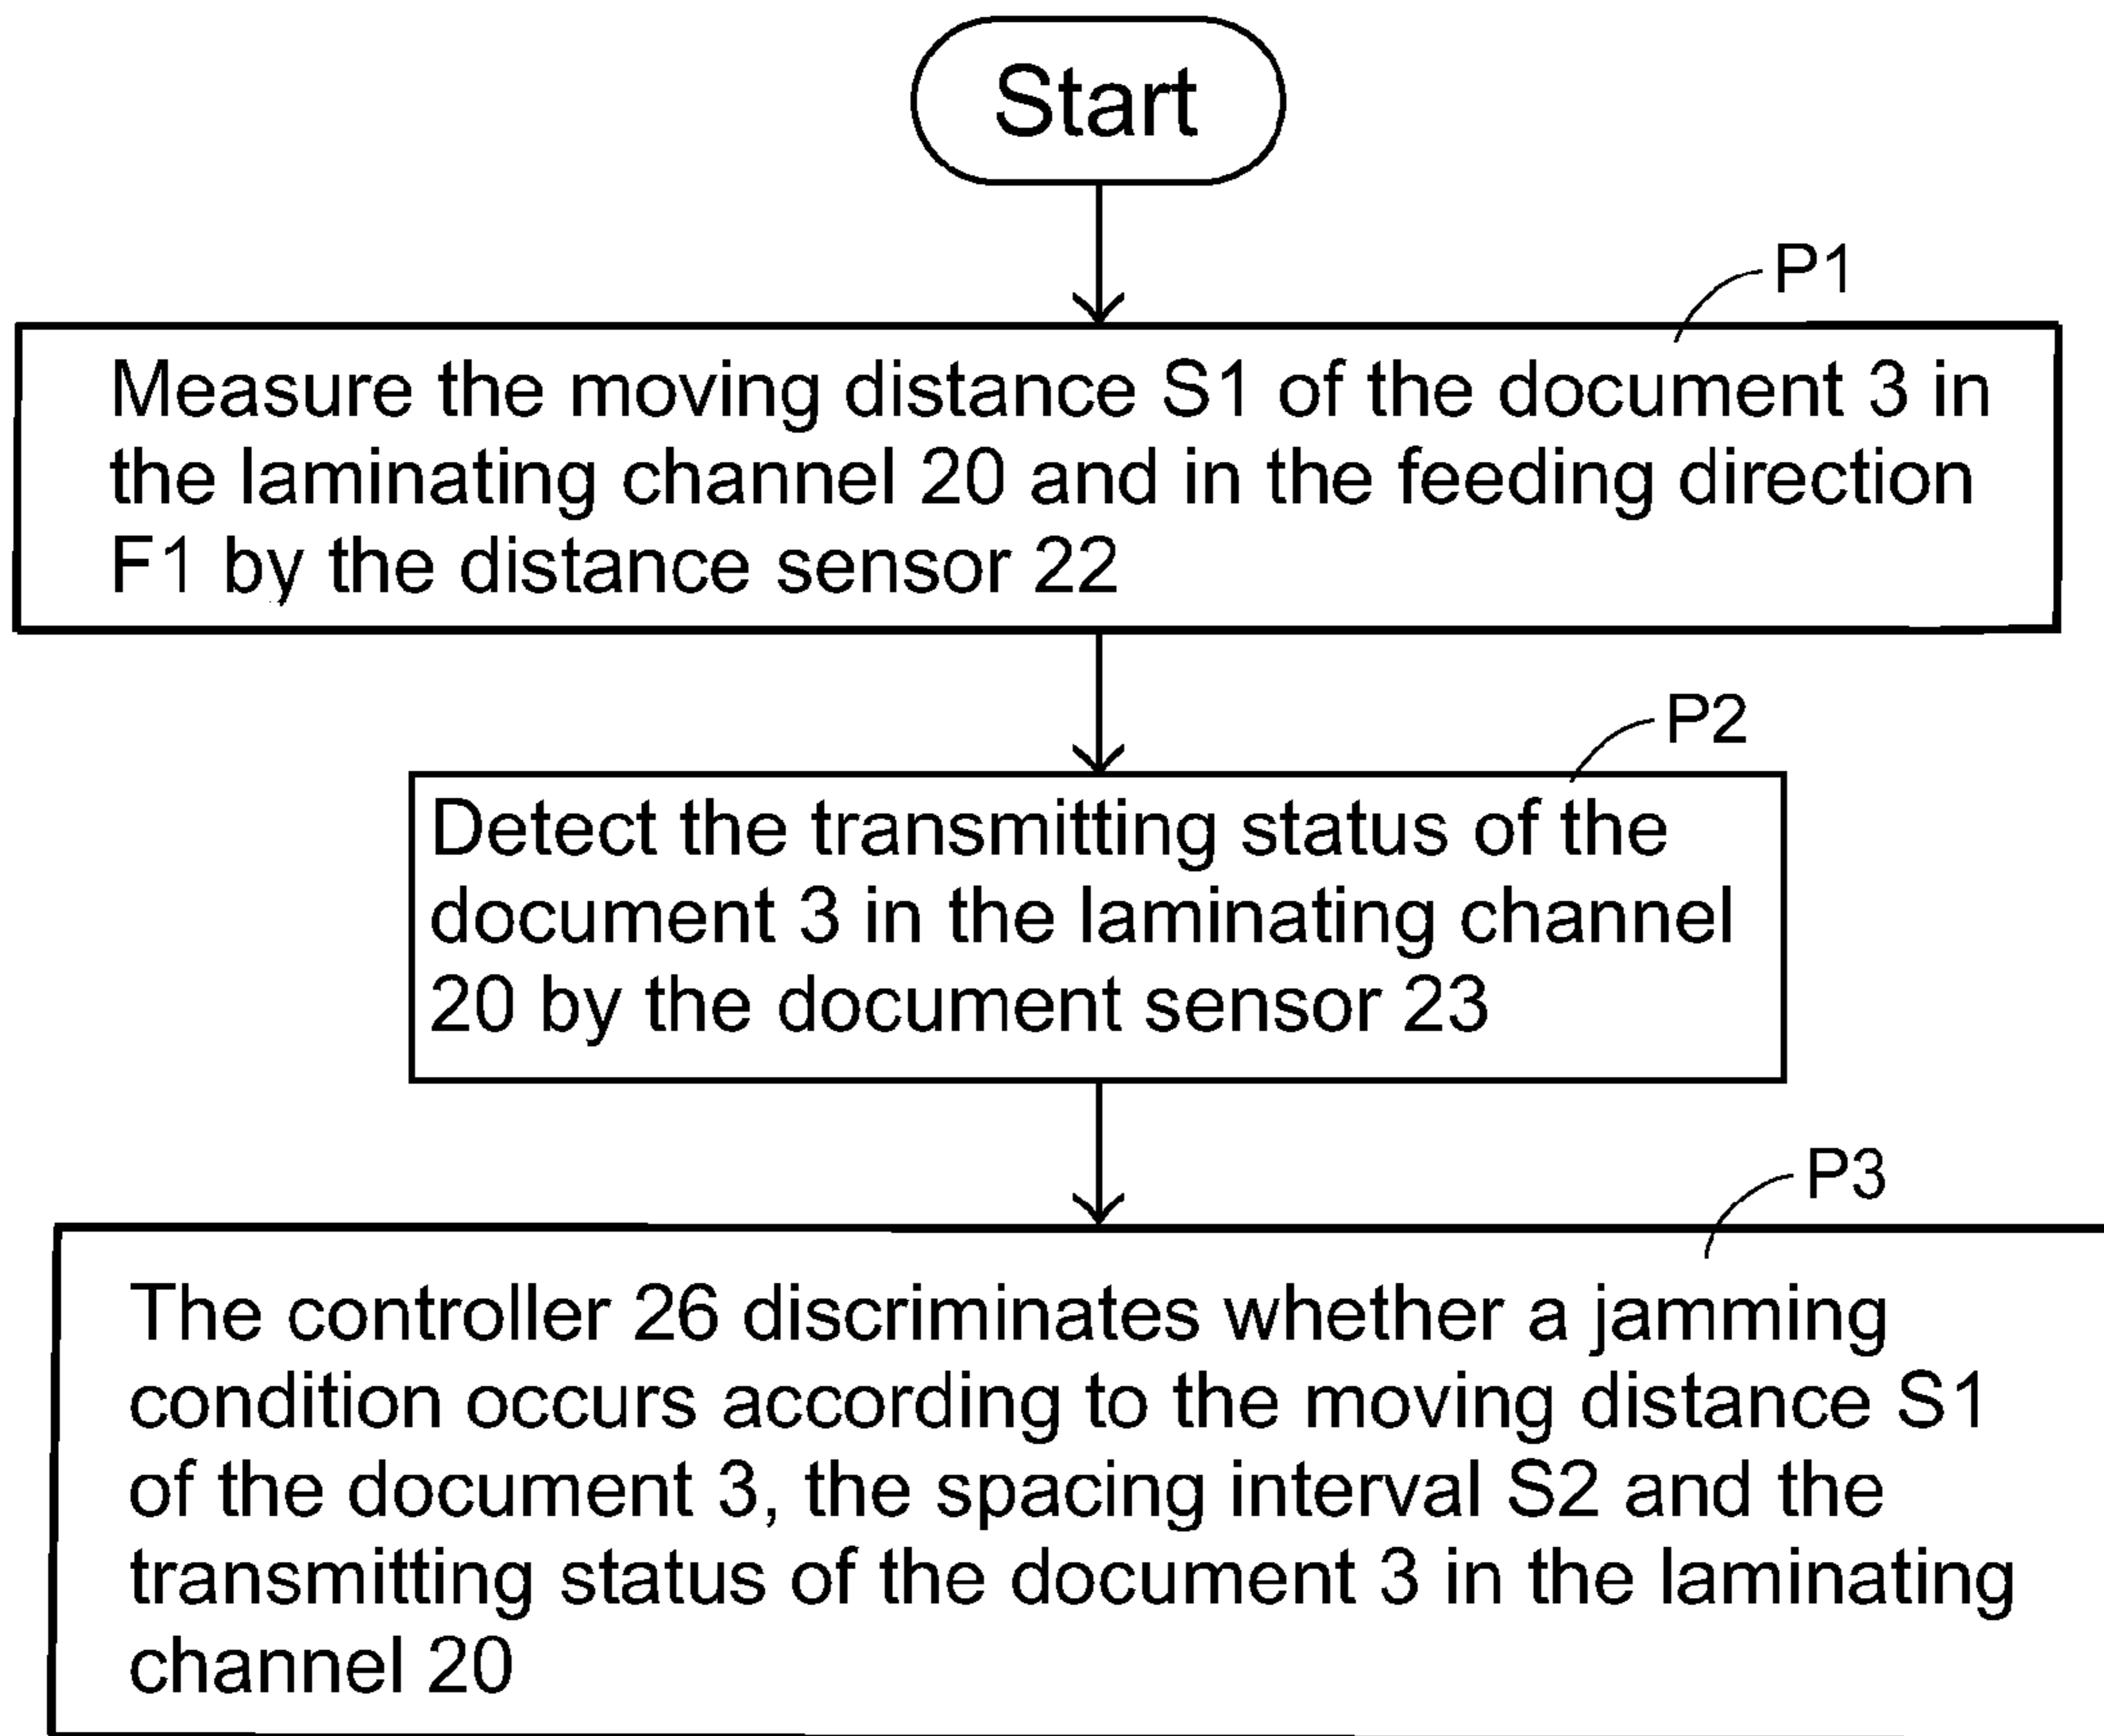 Start
P1
Measure the moving distance S1 of the document 3 in
the laminating channel 20 and in the feeding direction
F1 by the distance sensor 22
P2
Detect the transmitting status of the
document 3 in the laminating channel
20 by the document sensor 23
P3
The controller 26 discriminates whether a jamming
condition occurs according to the moving distance S1
of the document 3, the spacing interval S2 and the
transmitting status of the document 3 in the laminating
channel 20